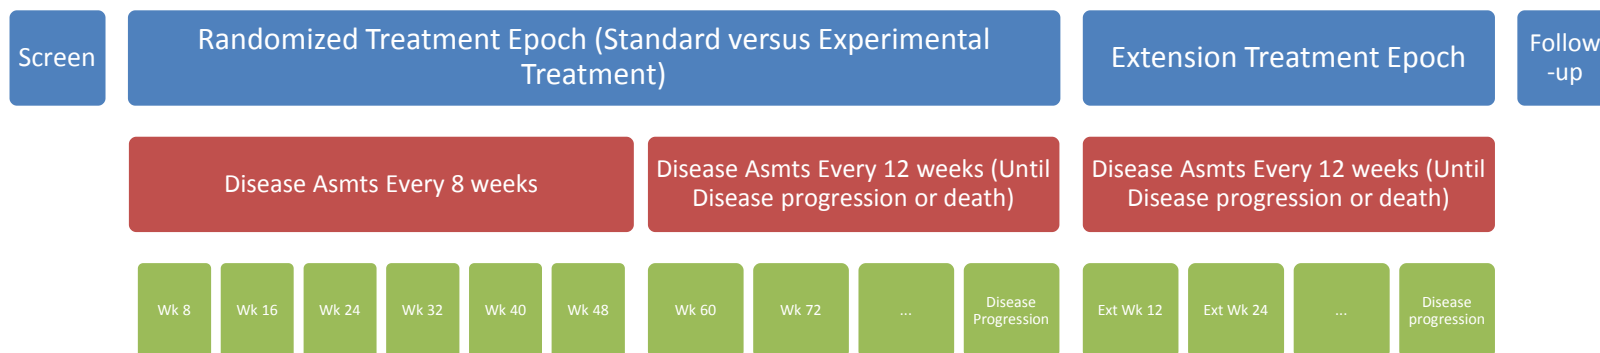 Screen
Randomized Treatment Epoch (Standard versus Experimental
Treatment)
Extension Treatment Epoch
Follow
-up
Disease Asmts Every 8 weeks
Disease Asmts Every 12 weeks (Until
Disease progression or death)
Disease Asmts Every 12 weeks (Until
Disease progression or death)
Wk 8
Wk 16
Wk 24
Wk 32
Wk 40
Wk 48
Wk 60
Wk 72
...
Disease
Progression
Ext Wk 12
Ext Wk 24
...
Disease
progression